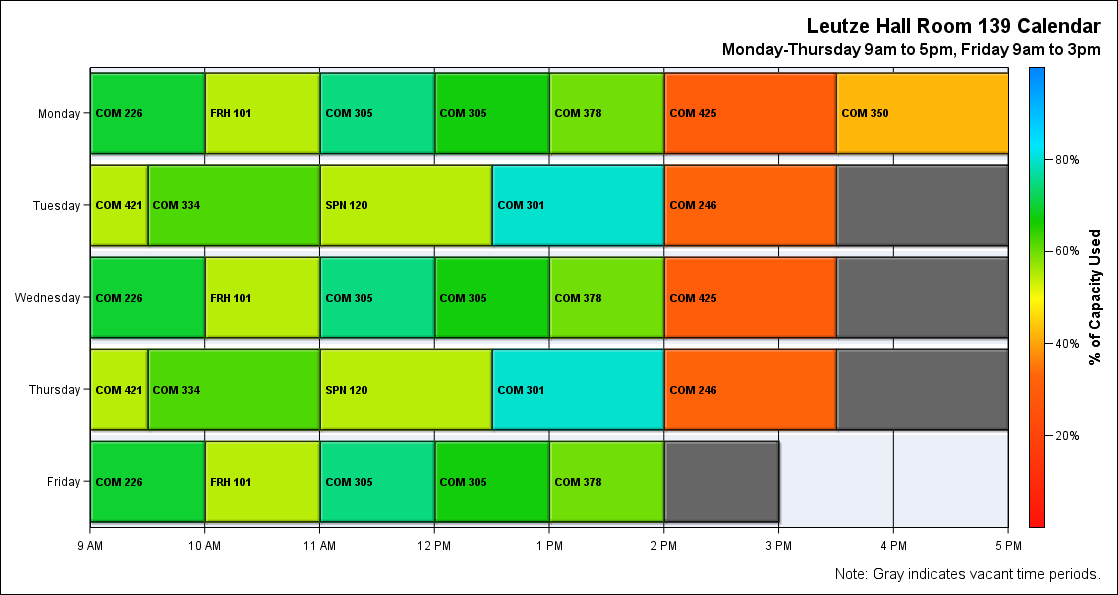 Leutze Hall Room 139 Calendar
Monday-Thursday 9am to 5pm, Friday 9am to 3pm
Monday
COM 226 FRH 101 COM 305 COM 305 COM 378 COM 425 COM 350
Tuesday
COM 421 COM 334 SPN 120 COM 301 COM 246
Wednesday
COM 226 FRH 101 COM 305 COM 305 COM 378 COM 425
Thursday
COM 421 COM 334 SPN 120 COM 301 COM 246
Friday
COM 226 FRH 101 COM 305 COM 305 COM 378
9 AM 10 AM 11 AM 12 PM 1 PM 2 PM 3 PM 4 PM 5 PM
80%
60%
40%
20%
% of Capacity Used
Note: Gray indicates vacant time periods.